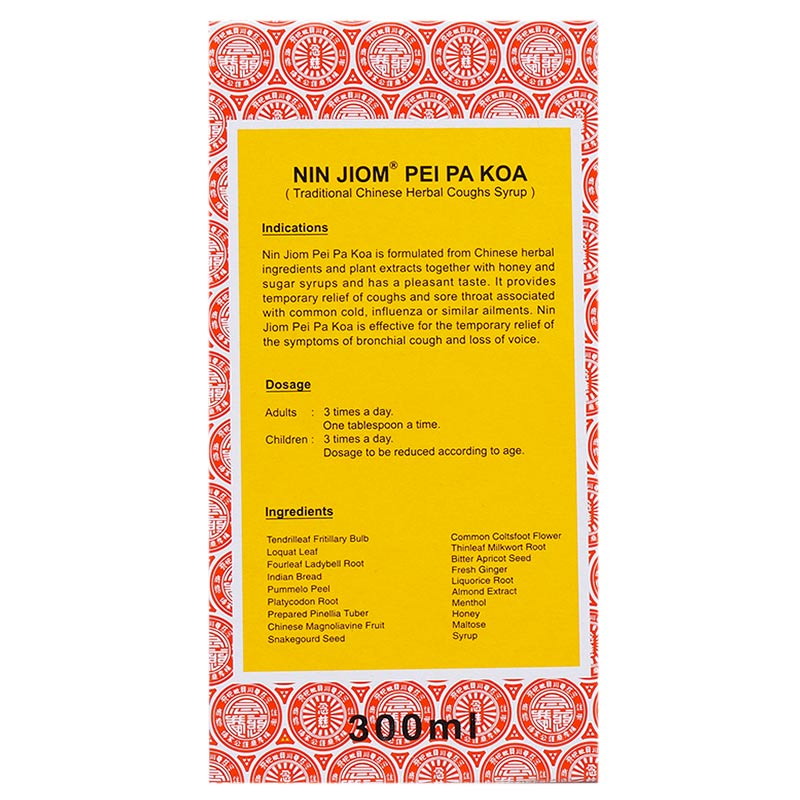 NIN JIOM® PEI PA KOA
( Traditional Chinese Herbal Coughs Syrup )
Indications
Nin Jiom Pei Pa Koa is formulated from Chinese herbal
ingredients and plant extracts together with honey and
sugar syrups and has a pleasant taste. It provides
temporary relief of coughs and sore throat associated
with common cold, influenza or similar ailments. Nin
Jiom Pei Pa Koa is effective for the temporary relief of
the symptoms of bronchial cough and loss of voice.
Dosage
Adults : 3 times a day.
One tablespoon a time.
Children : 3 times a day.
Dosage to be reduced according to age.
Ingredients
Tendrilleaf Fritillary Bulb
Loquat Leaf
Fourleaf Ladybell Root
Indian Bread
Pummelo Peel
Platycodon Root
Prepared Pinellia Tuber
Chinese Magnoliavine Fruit
Snakegourd Seed
Common Coltsfoot Flower
Thinleaf Milkwort Root
Bitter Apricot Seed
Fresh Ginger
Liquorice Root
Almond Extract
Menthol
Honey
Maltose
Syrup
300ml